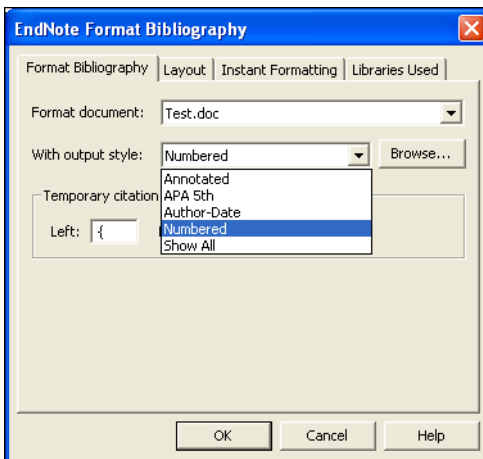 EndNote Format Bibliography
Format Bibliography Layout Instant Formatting Libraries Used
Format document: Test.doc
With output style: Numbered Browse...
Annotated
Temporary citation APA 5th
Author-Date
Left: { Numbered
Show All
OK Cancel Help